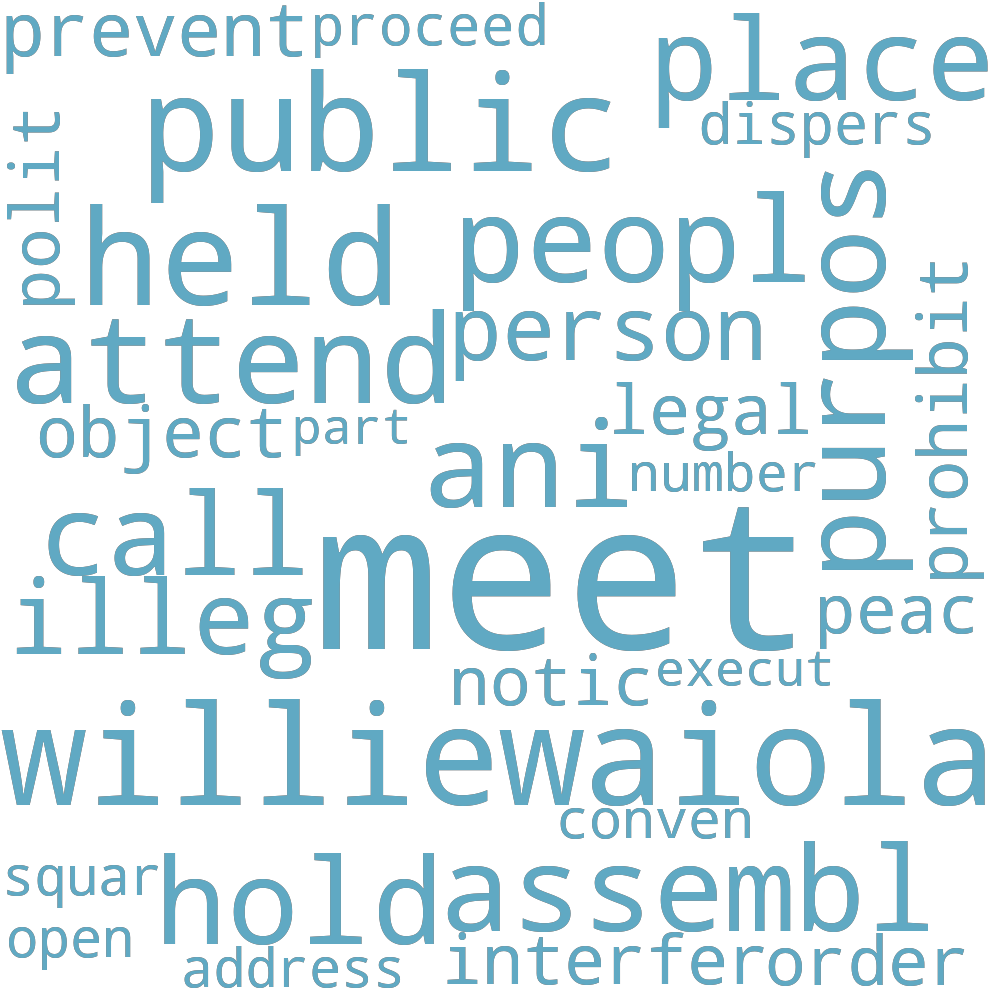 prevent proceed
place
public
dispers
polit
held
peopl
purpos
prohibit
attend
person
object part
legal
ani
number
call
meet
illeg
peac
notic execut
williewaiola
conven
squar
hold
assembl
open
address
interfer order